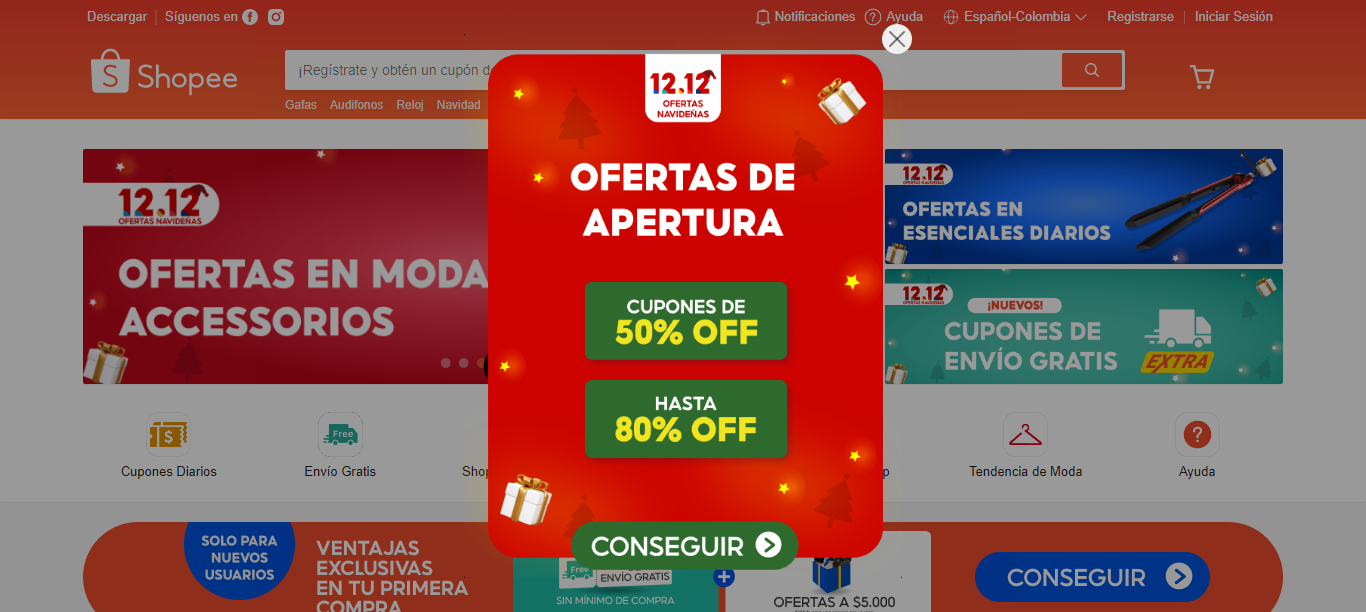 Descargar
Síguenos en
Notificaciones
Ayuda
Español-Colombia
Registrarse
Iniciar Sesión
Shopee
¡Regístrate y obtén un cupón
Gafas
Audifonos
Reloj
Navidad
12.12
OFERTAS NAVIDEÑAS
OFERTAS EN MODA
ACCESSORIOS
12.12
OFERTAS
NAVIDEÑAS
OFERTAS DE
APERTURA
CUPONES DE
50% OFF
HASTA
80% OFF
CONSEGUIR
12.12
OFERTAS NAVIDEÑAS
OFERTAS EN
ESENCIALES DIARIOS
12.12
OFERTAS NAVIDEÑAS
¡NUEVOS!
CUPONES DE
ENVÍO GRATIS
EXTRA
$
Free
?
Cupones Diarios
Envío Gratis
Tendencia de Moda
Ayuda
SOLO PARA
NUEVOS
USUARIOS
VENTAJAS
EXCLUSIVAS
EN TU PRIMERA
COMPRA
Free
ENVÍO GRATIS
SIN MÍNIMO DE COMPRA
OFERTAS A $5.000
CONSEGUIR